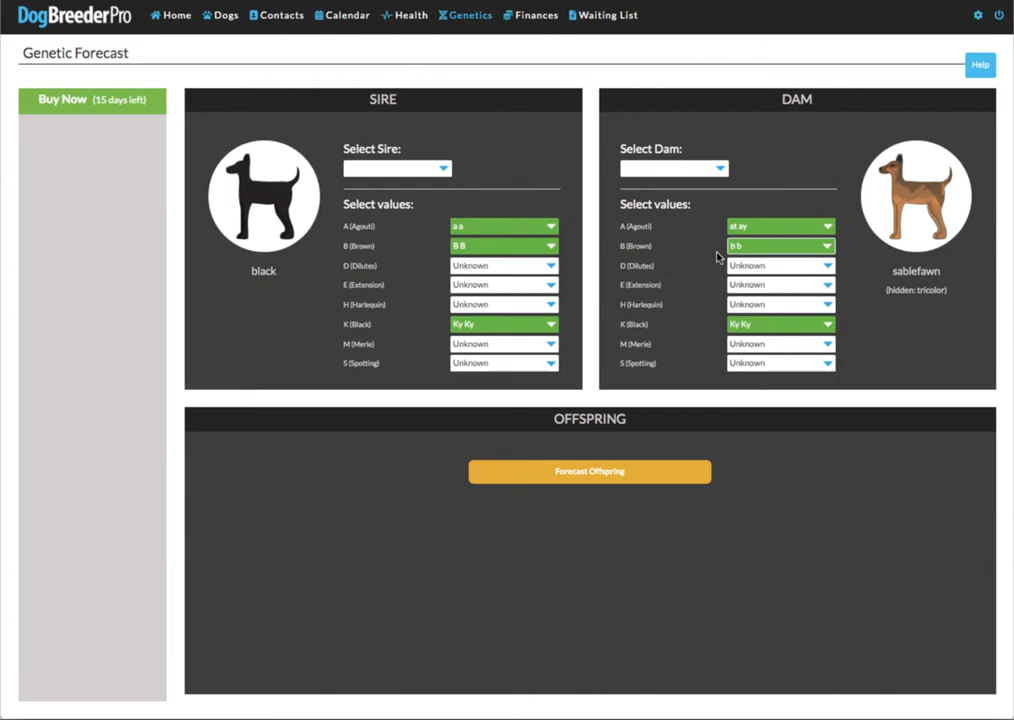 DogBreederPro Home Dogs Contacts Calendar Health Genetics Finances Waiting List
Genetic Forecast
Help
Buy Now (15 days left)
SIRE
Select Sire:
Select values:
A (Agouti) a a
B (Brown) B B
D (Dilutes) Unknown
E (Extension) Unknown
H (Harlequin) Unknown
K (Black) Ky Ky
M (Merle) Unknown
S (Spotting) Unknown
black
DAM
Select Dam:
Select values:
A (Agouti) at ay
B (Brown) b b
D (Dilutes) Unknown
E (Extension) Unknown
H (Harlequin) Unknown
K (Black) Ky Ky
M (Merle) Unknown
S (Spotting) Unknown
sablefawn
(hidden: tricolor)
OFFSPRING
Forecast Offspring